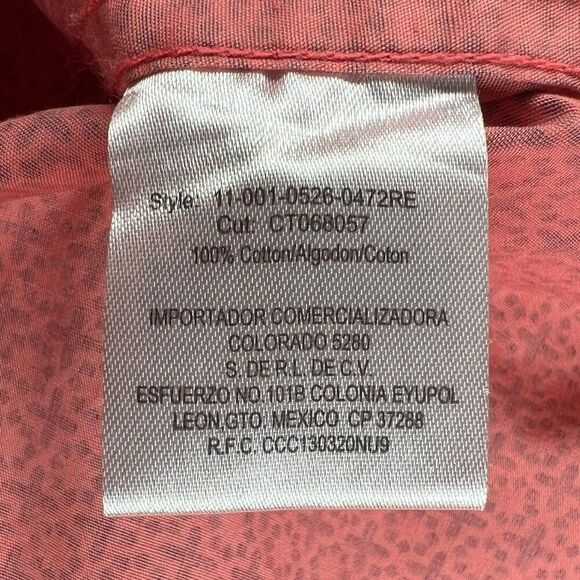 Style: 11-001-0526-0472RE
Cut: CT068057
100% Cotton/Algodon/Coton
IMPORTADOR COMERCIALIZADORA
COLORADO 5280
S. DE R.L. DE C.V.
ESFUERZO NO.101B COLONIA EYUPOL
LEON,GTO. MEXICO CP 37288
R.F.C. CCC130320NU9